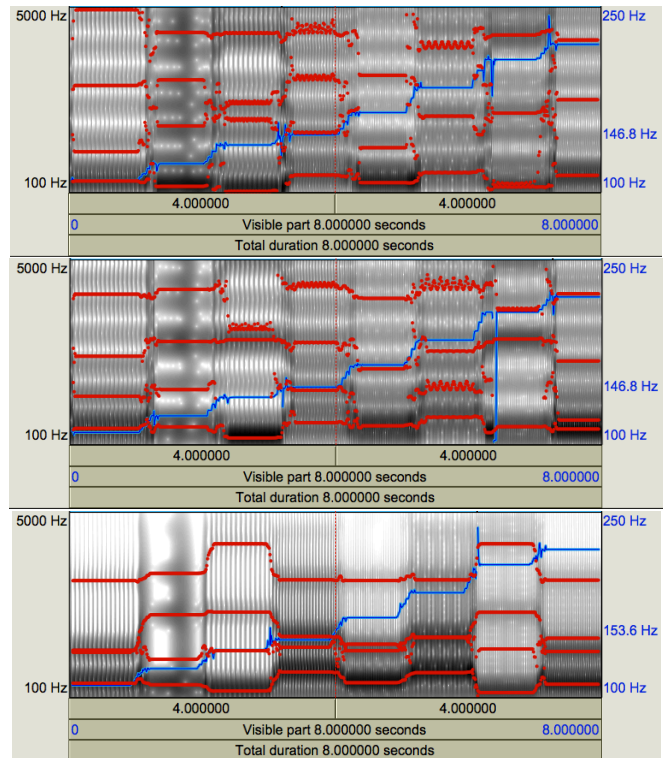 5000 Hz 250 Hz
146.8 Hz
100 Hz 100 Hz
4.000000 4.000000
0 Visible part 8.000000 seconds 8.000000
Total duration 8.000000 seconds
5000 Hz 250 Hz
146.8 Hz
100 Hz 100 Hz
4.000000 4.000000
0 Visible part 8.000000 seconds 8.000000
Total duration 8.000000 seconds
5000 Hz 250 Hz
153.6 Hz
100 Hz 100 Hz
4.000000 4.000000
0 Visible part 8.000000 seconds 8.000000
Total duration 8.000000 seconds